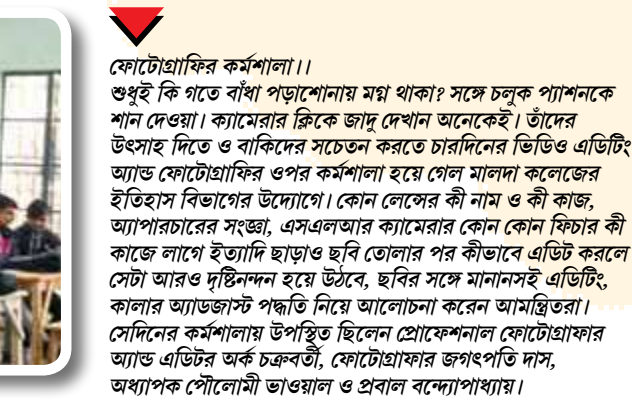 ফোটোগ্রাফির কর্মশালা।।
শুধুই কি গতে বাঁধা পড়াশোনায় মগ্ন থাকা? সঙ্গে চলুক প্যাশনকে
শান দেওয়া। ক্যামেরার ক্লিকে জাদু দেখান অনেকেই। তাঁদের
উৎসাহ দিতে ও বাকিদের সচেতন করতে চারদিনের ভিডিও এডিটিং
অ্যান্ড ফোটোগ্রাফির ওপর কর্মশালা হয়ে গেল মালদা কলেজের
ইতিহাস বিভাগের উদ্যোগে। কোন লেন্সের কী নাম ও কী কাজ,
অ্যাপারচারের সংজ্ঞা, এসএলআর ক্যামেরার কোন কোন ফিচার কী
কাজে লাগে ইত্যাদি ছাড়াও ছবি তোলার পর কীভাবে এডিট করলে
সেটা আরও দৃষ্টিনন্দন হয়ে উঠবে, ছবির সঙ্গে মানানসই এডিটিং,
কালার অ্যাডজাস্ট পদ্ধতি নিয়ে আলোচনা করেন আমন্ত্রিতরা।
সেদিনের কর্মশালায় উপস্থিত ছিলেন প্রোফেশনাল ফোটোগ্রাফার
অ্যান্ড এডিটর অর্ক চক্রবর্তী, ফোটোগ্রাফার জগৎপতি দাস,
অধ্যাপক পৌলোমী ভাওয়াল ও প্রবাল বন্দ্যোপাধ্যায়।